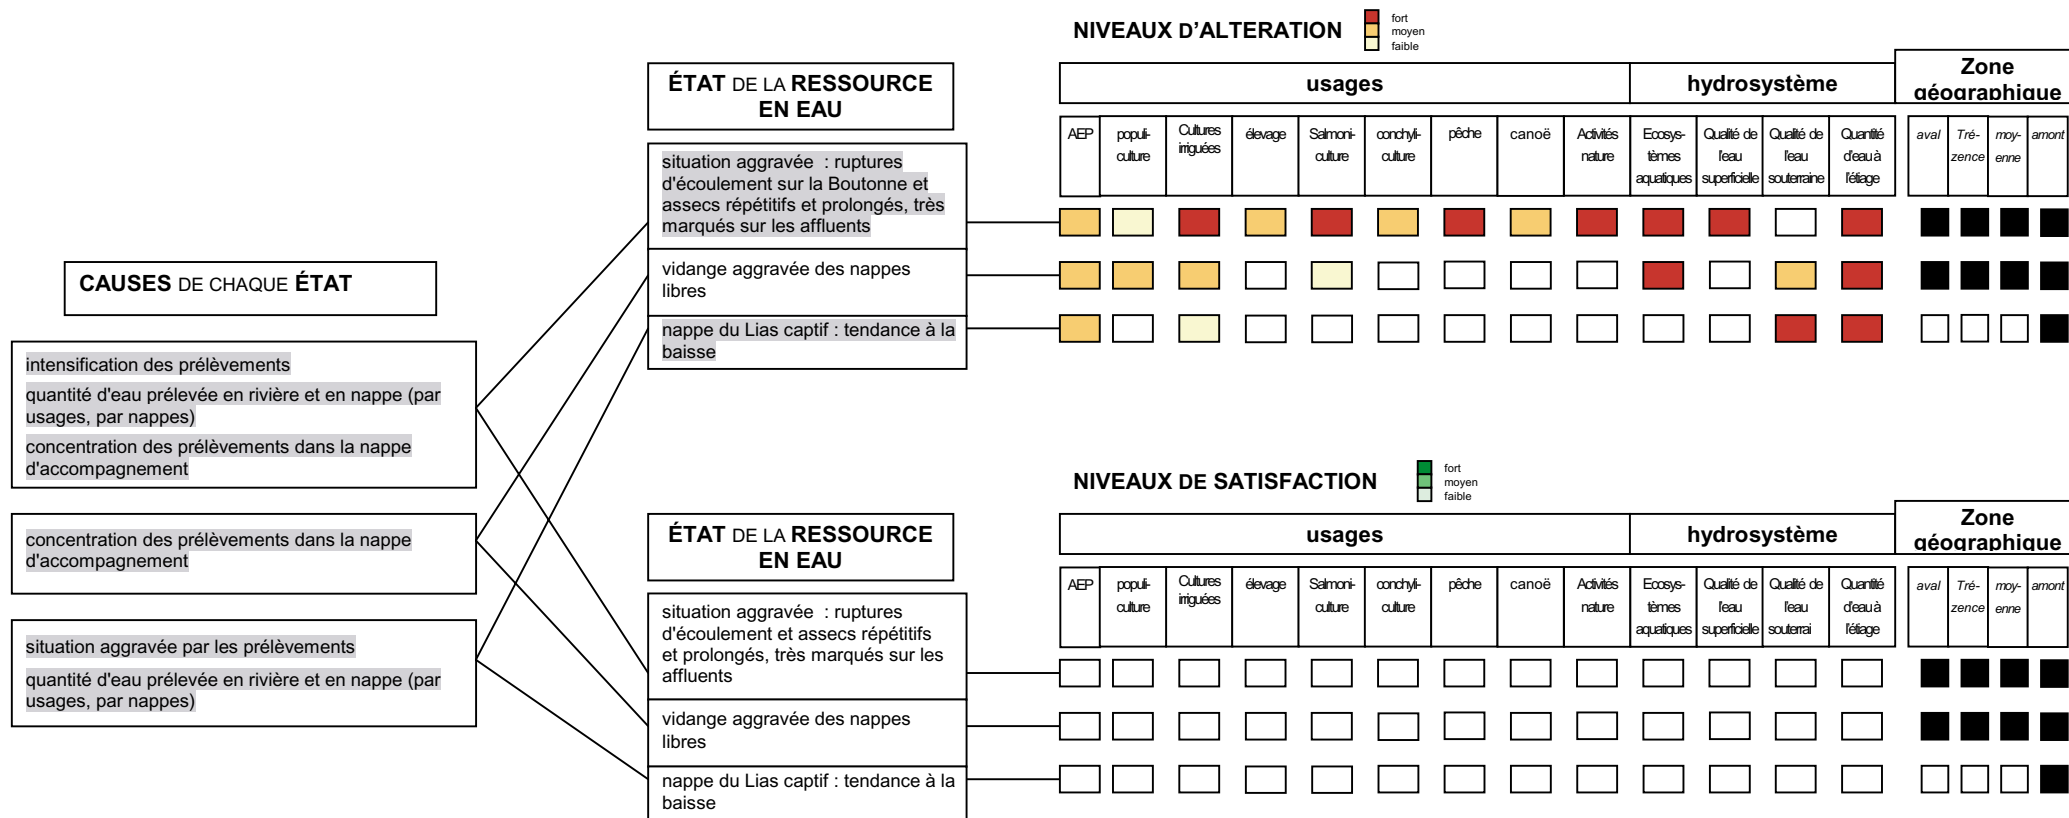 NIVEAUX D'ALTERATION
fort
moyen
faible
ÉTAT DE LA RESSOURCE
EN EAU
usages
hydrosystème
Zone
géographique
AEP
populi-
culture
Cultures
irriguées
élevage
Salmoni-
culture
conchyli-
culture
pêche
canoë
Activités
nature
Ecosys-
tèmes
aquatiques
Qualité de
l'eau
superficielle
Qualité de
l'eau
souterraine
Quantité
d'eau à
l'étiage
aval
Tré-
zence
moy-
enne
amont
situation aggravée : ruptures
d'écoulement sur la Boutonne et
assecs répétitifs et prolongés, très
marqués sur les affluents
vidange aggravée des nappes
libres
nappe du Lias captif : tendance à la
baisse
CAUSES DE CHAQUE ÉTAT
intensification des prélèvements
quantité d'eau prélevée en rivière et en nappe (par
usages, par nappes)
concentration des prélèvements dans la nappe
d'accompagnement
concentration des prélèvements dans la nappe
d'accompagnement
situation aggravée par les prélèvements
quantité d'eau prélevée en rivière et en nappe (par
usages, par nappes)
NIVEAUX DE SATISFACTION
fort
moyen
faible
ÉTAT DE LA RESSOURCE
EN EAU
usages
hydrosystème
Zone
géographique
AEP
populi-
culture
Cultures
irriguées
élevage
Salmoni-
culture
conchyli-
culture
pêche
canoë
Activités
nature
Ecosys-
tèmes
aquatiques
Qualité de
l'eau
superficielle
Qualité de
l'eau
souterrai
Quantité
d'eau à
l'étiage
aval
Tré-
zence
moy-
enne
amont
situation aggravée : ruptures
d'écoulement et assecs répétitifs
et prolongés, très marqués sur les
affluents
vidange aggravée des nappes
libres
nappe du Lias captif : tendance à la
baisse